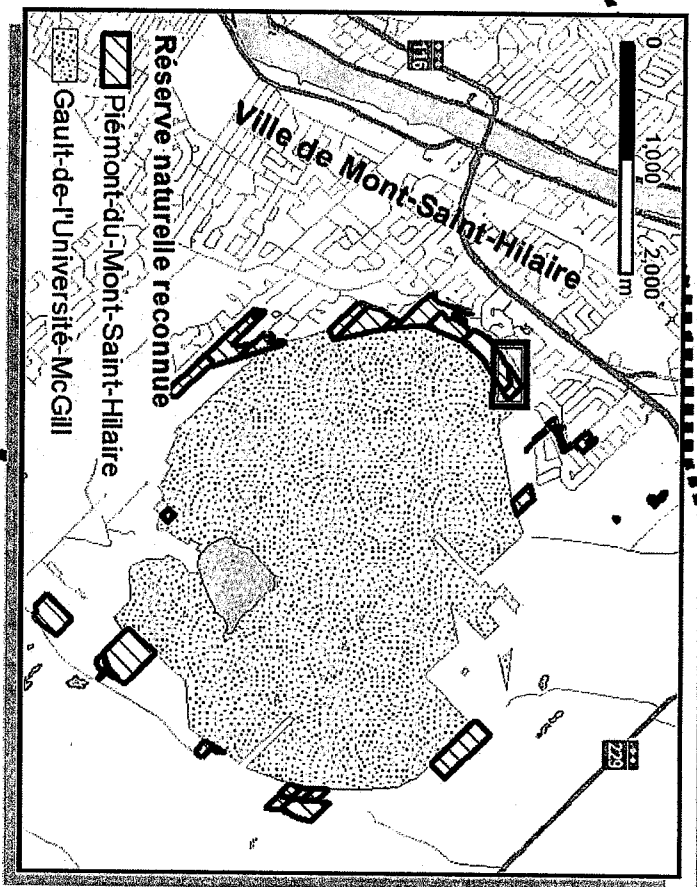 0 1,000 2,000
m
116
Ville de Mont-Saint-Hilaire
229
Réserve naturelle reconnue
Piémont-du-Mont-Saint-Hilaire
Gault-de-l'Université-McGill